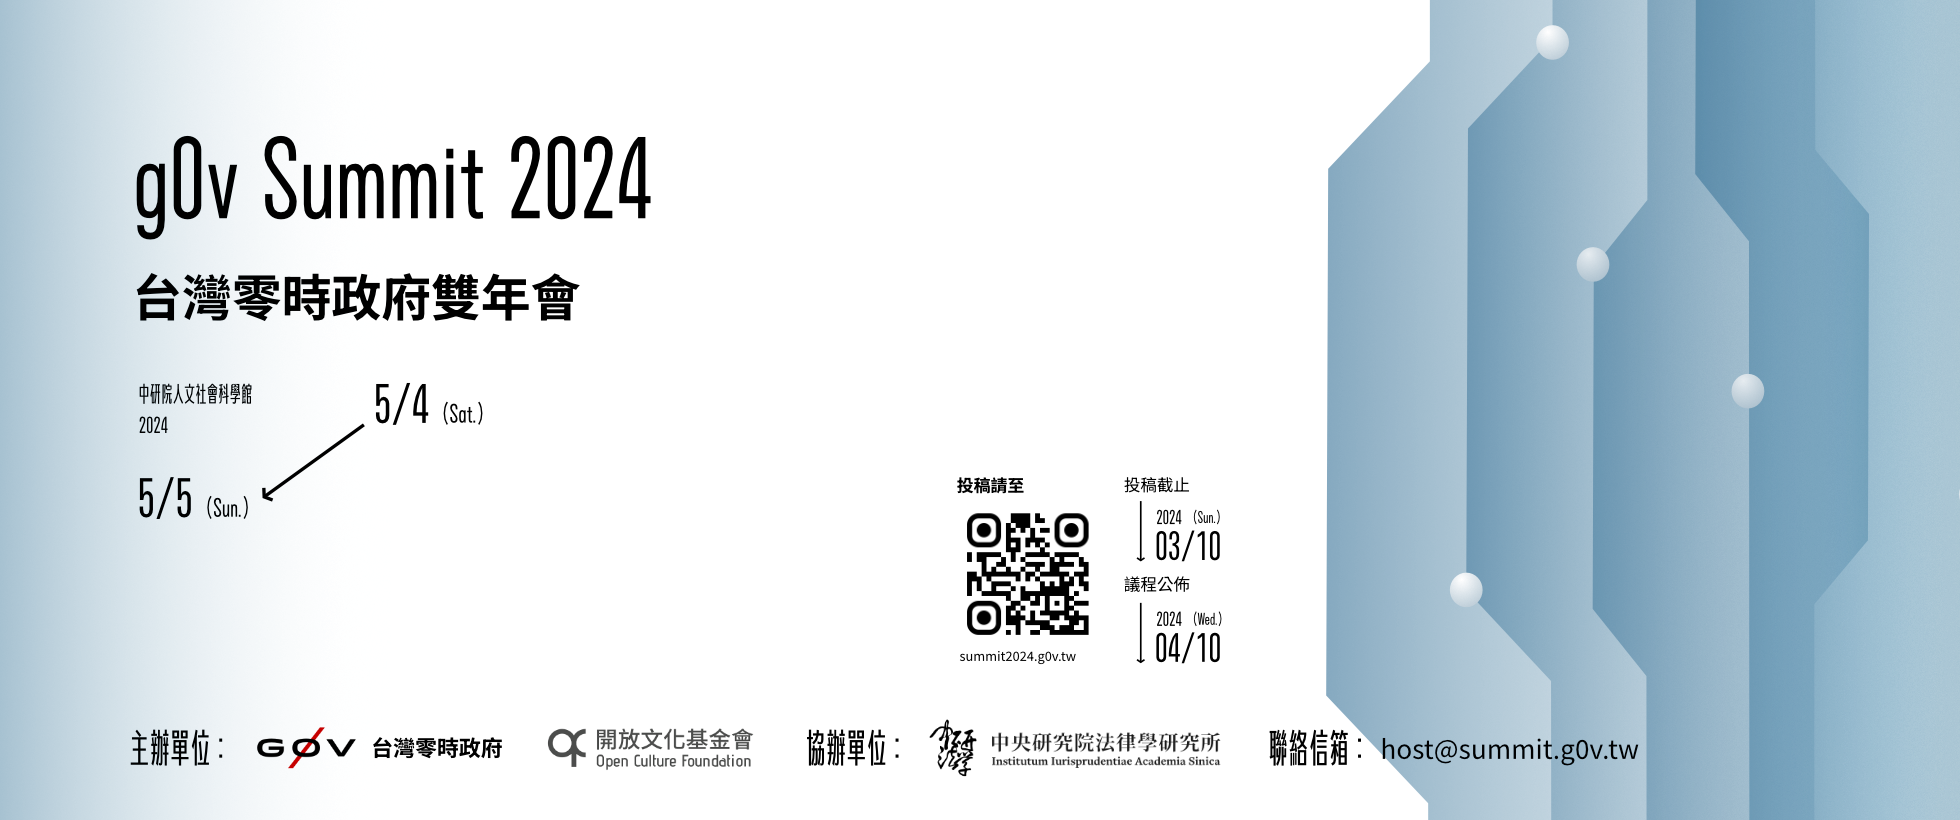 g0v Summit 2024
台灣零時政府雙年會
中研院人文社會科學館
2024
5/4 (Sat.)
5/5 (Sun.)
投稿請至
summit2024.g0v.tw
投稿截止
2024 (Sun.)
03/10
議程公佈
2024 (Wed.)
04/10
主辦單位：
G0V 台灣零時政府
開放文化基金會
Open Culture Foundation
協辦單位：
中央研究院法律學研究所
Institutum Iurisprudentiae Academia Sinica
聯絡信箱： host@summit.g0v.tw